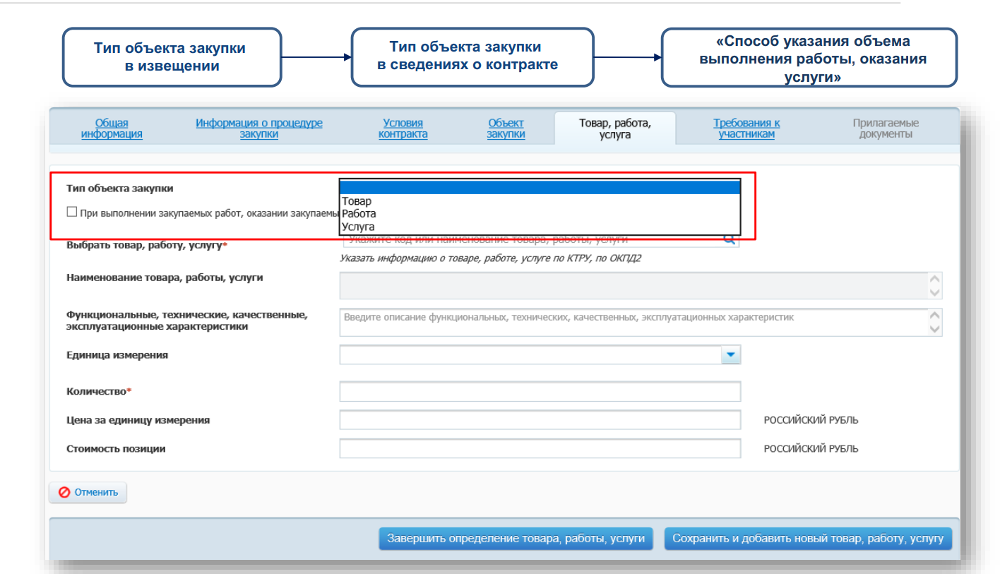 Тип объекта закупки
в извещении
Тип объекта закупки
в сведениях о контракте
«Способ указания объема
выполнения работы, оказания
услуги»
Общая
информация
Информация о процедуре
закупки
Условия
контракта
Объект
закупки
Товар, работа,
услуга
Требования к
участникам
Прилагаемые
документы
Тип объекта закупки
Товар
При выполнении закупаемых работ, оказании закупаемы
Работа
Услуга
Выбрать товар, работу, услугу*
Укажите код или наименование товара, работы, услуги
Указать информацию о товаре, работе, услуге по КТРУ, по ОКПД2
Наименование товара, работы, услуги
Функциональные, технические, качественные,
эксплуатационные характеристики
Введите описание функциональных, технических, качественных, эксплуатационных характеристик
Единица измерения
Количество*
Цена за единицу измерения
РОССИЙСКИЙ РУБЛЬ
Стоимость позиции
РОССИЙСКИЙ РУБЛЬ
Отменить
Завершить определение товара, работы, услуги
Сохранить и добавить новый товар, работу, услугу